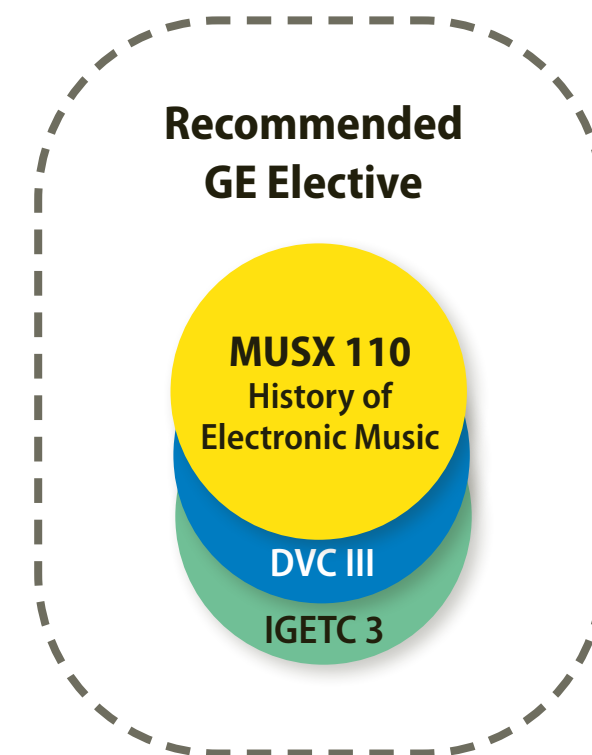 Recommended
GE Elective
MUSX 110
History of
Electronic Music
DVC III
IGETC 3